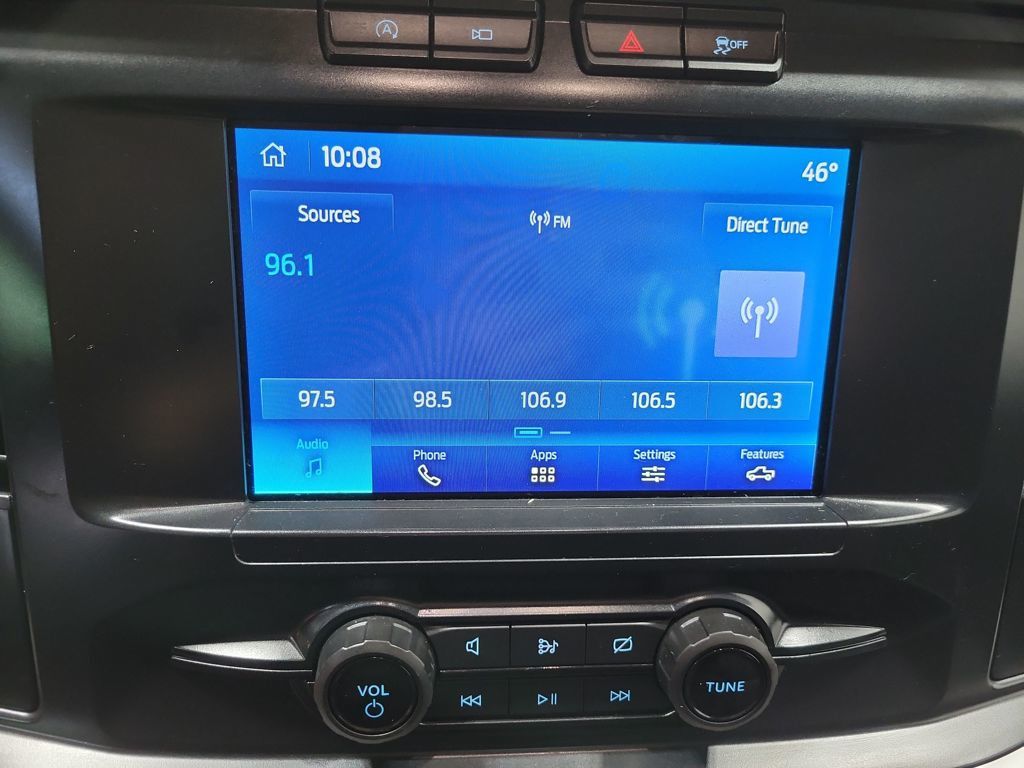 A
OFF
10:08
46°
Sources
FM
Direct Tune
96.1
97.5 98.5 106.9 106.5 106.3
Audio Phone Apps Settings Features
VOL
TUNE